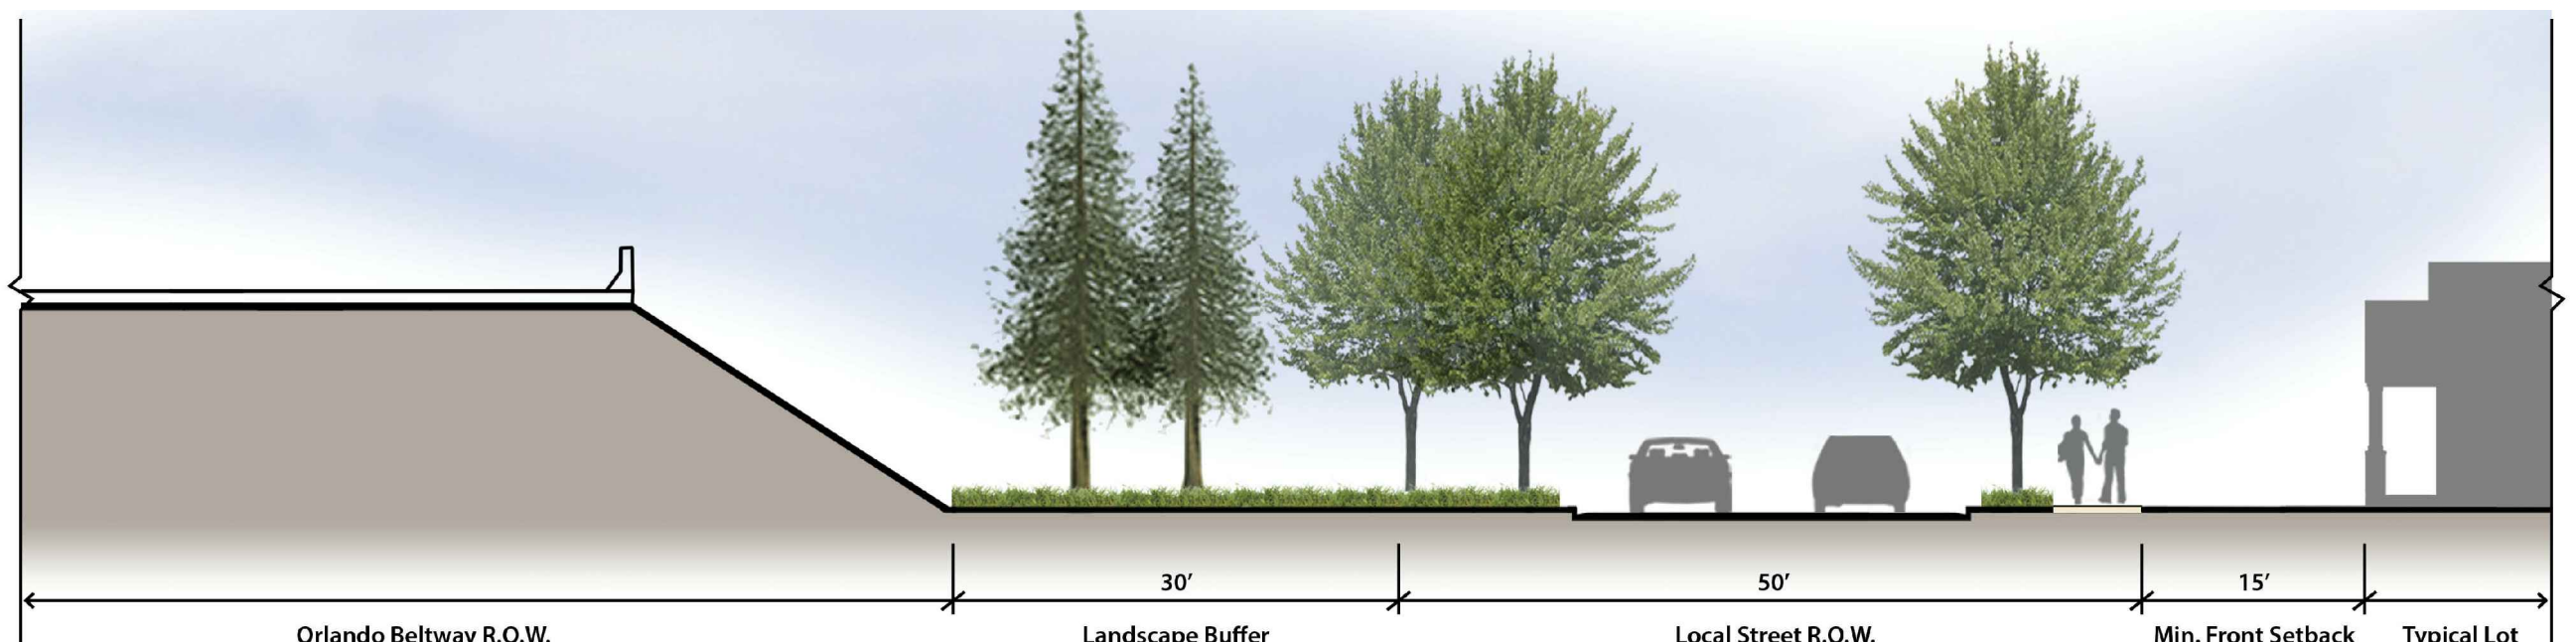 30’
50’
15’
Orlando Beltway R.O.W.
Landscape Buffer
Local Street R.O.W.
Min. Front Setback
Typical Lot